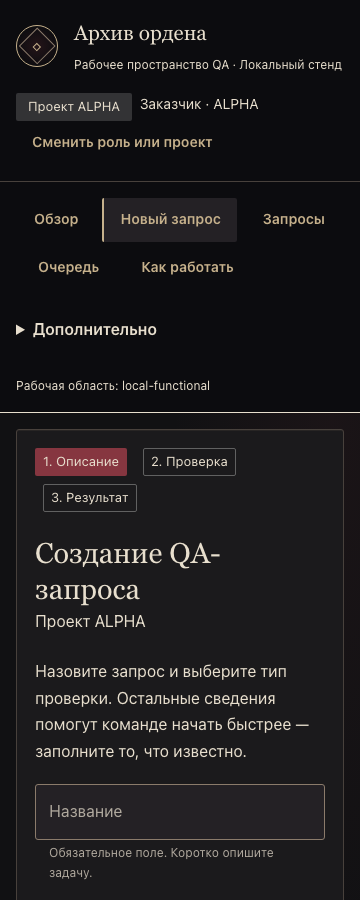 Архив ордена
Рабочее пространство QA · Локальный стенд
Проект ALPHA
Заказчик · ALPHA
Сменить роль или проект
Обзор
Новый запрос
Запросы
Очередь
Как работать
Дополнительно
Рабочая область: local-functional
1. Описание
2. Проверка
3. Результат
Создание QA-
запроса
Проект ALPHA
Назовите запрос и выберите тип
проверки. Остальные сведения
помогут команде начать быстрее —
заполните то, что известно.
Название
Обязательное поле. Коротко опишите
задачу.